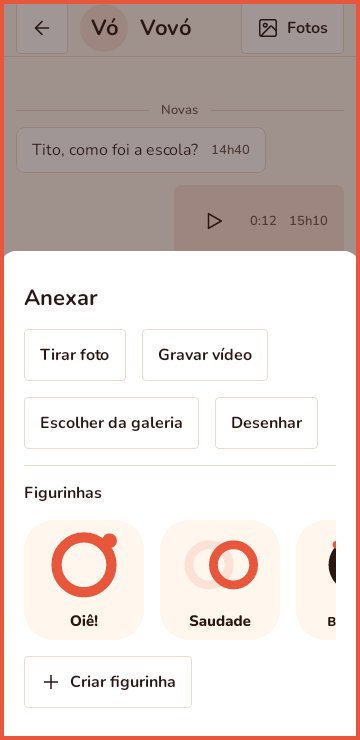 Vó Vovó Fotos
Novas
Tito, como foi a escola? 14h40
0:12 15h10
Anexar
Tirar foto Gravar vídeo
Escolher da galeria Desenhar
Figurinhas
Oiê! Saudade B
Criar figurinha